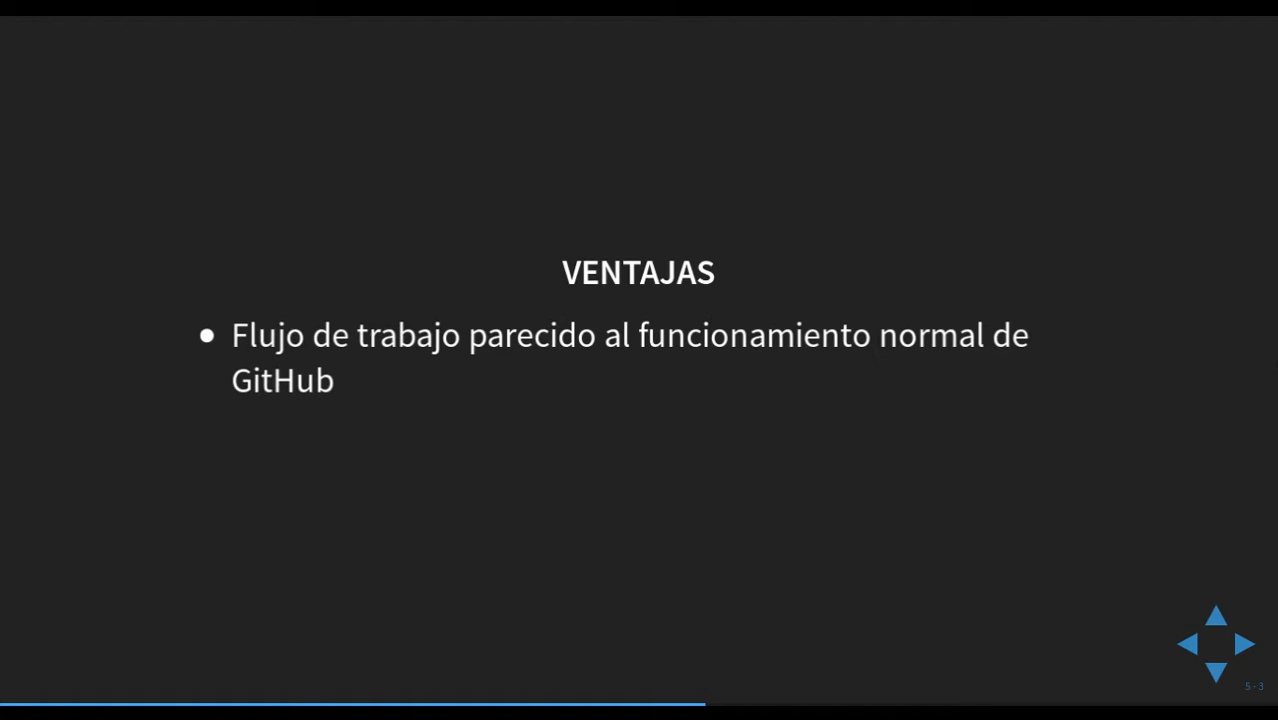 VENTAJAS
• Flujo de trabajo parecido al funcionamiento normal de
GitHub
5 - 3